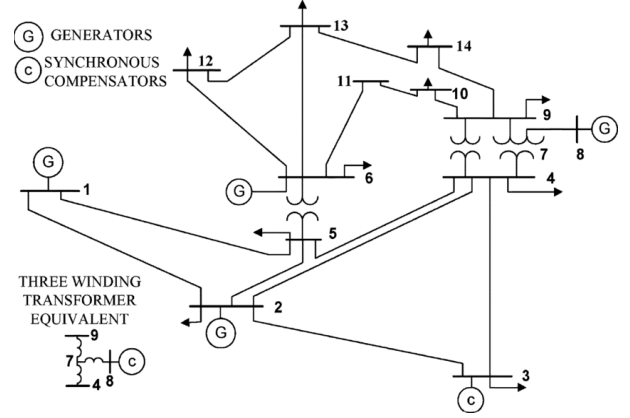 G GENERATORS
C SYNCHRONOUS
COMPENSATORS
13
12
14
11
10
9
G
8
7
G
1
G
6
4
5
2
G
THREE WINDING
TRANSFORMER
EQUIVALENT
9
7
C
4
8
3
C